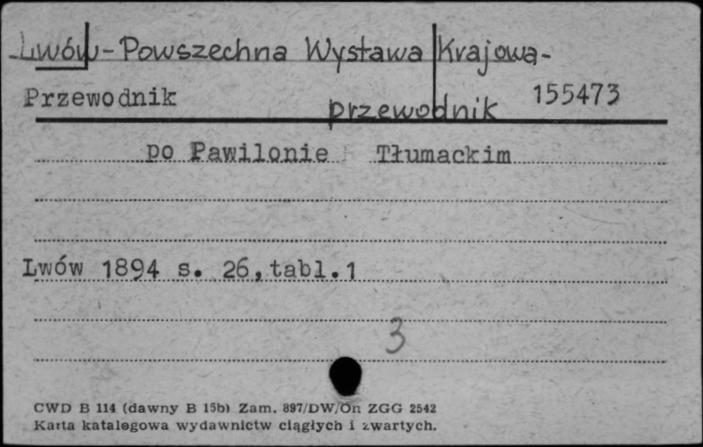 Lwów - Powszechna Wystawa Krajowa -
Przewodnik przewodnik 155473
po Pawilonie Tłumackim
Lwów 1894 s. 26, tabl.1
3
CWD B 114 (dawny B 15b) Zam. 897/DW/On ZGG 2542
Karta katalogowa wydawnictw ciągłych i zwartych.